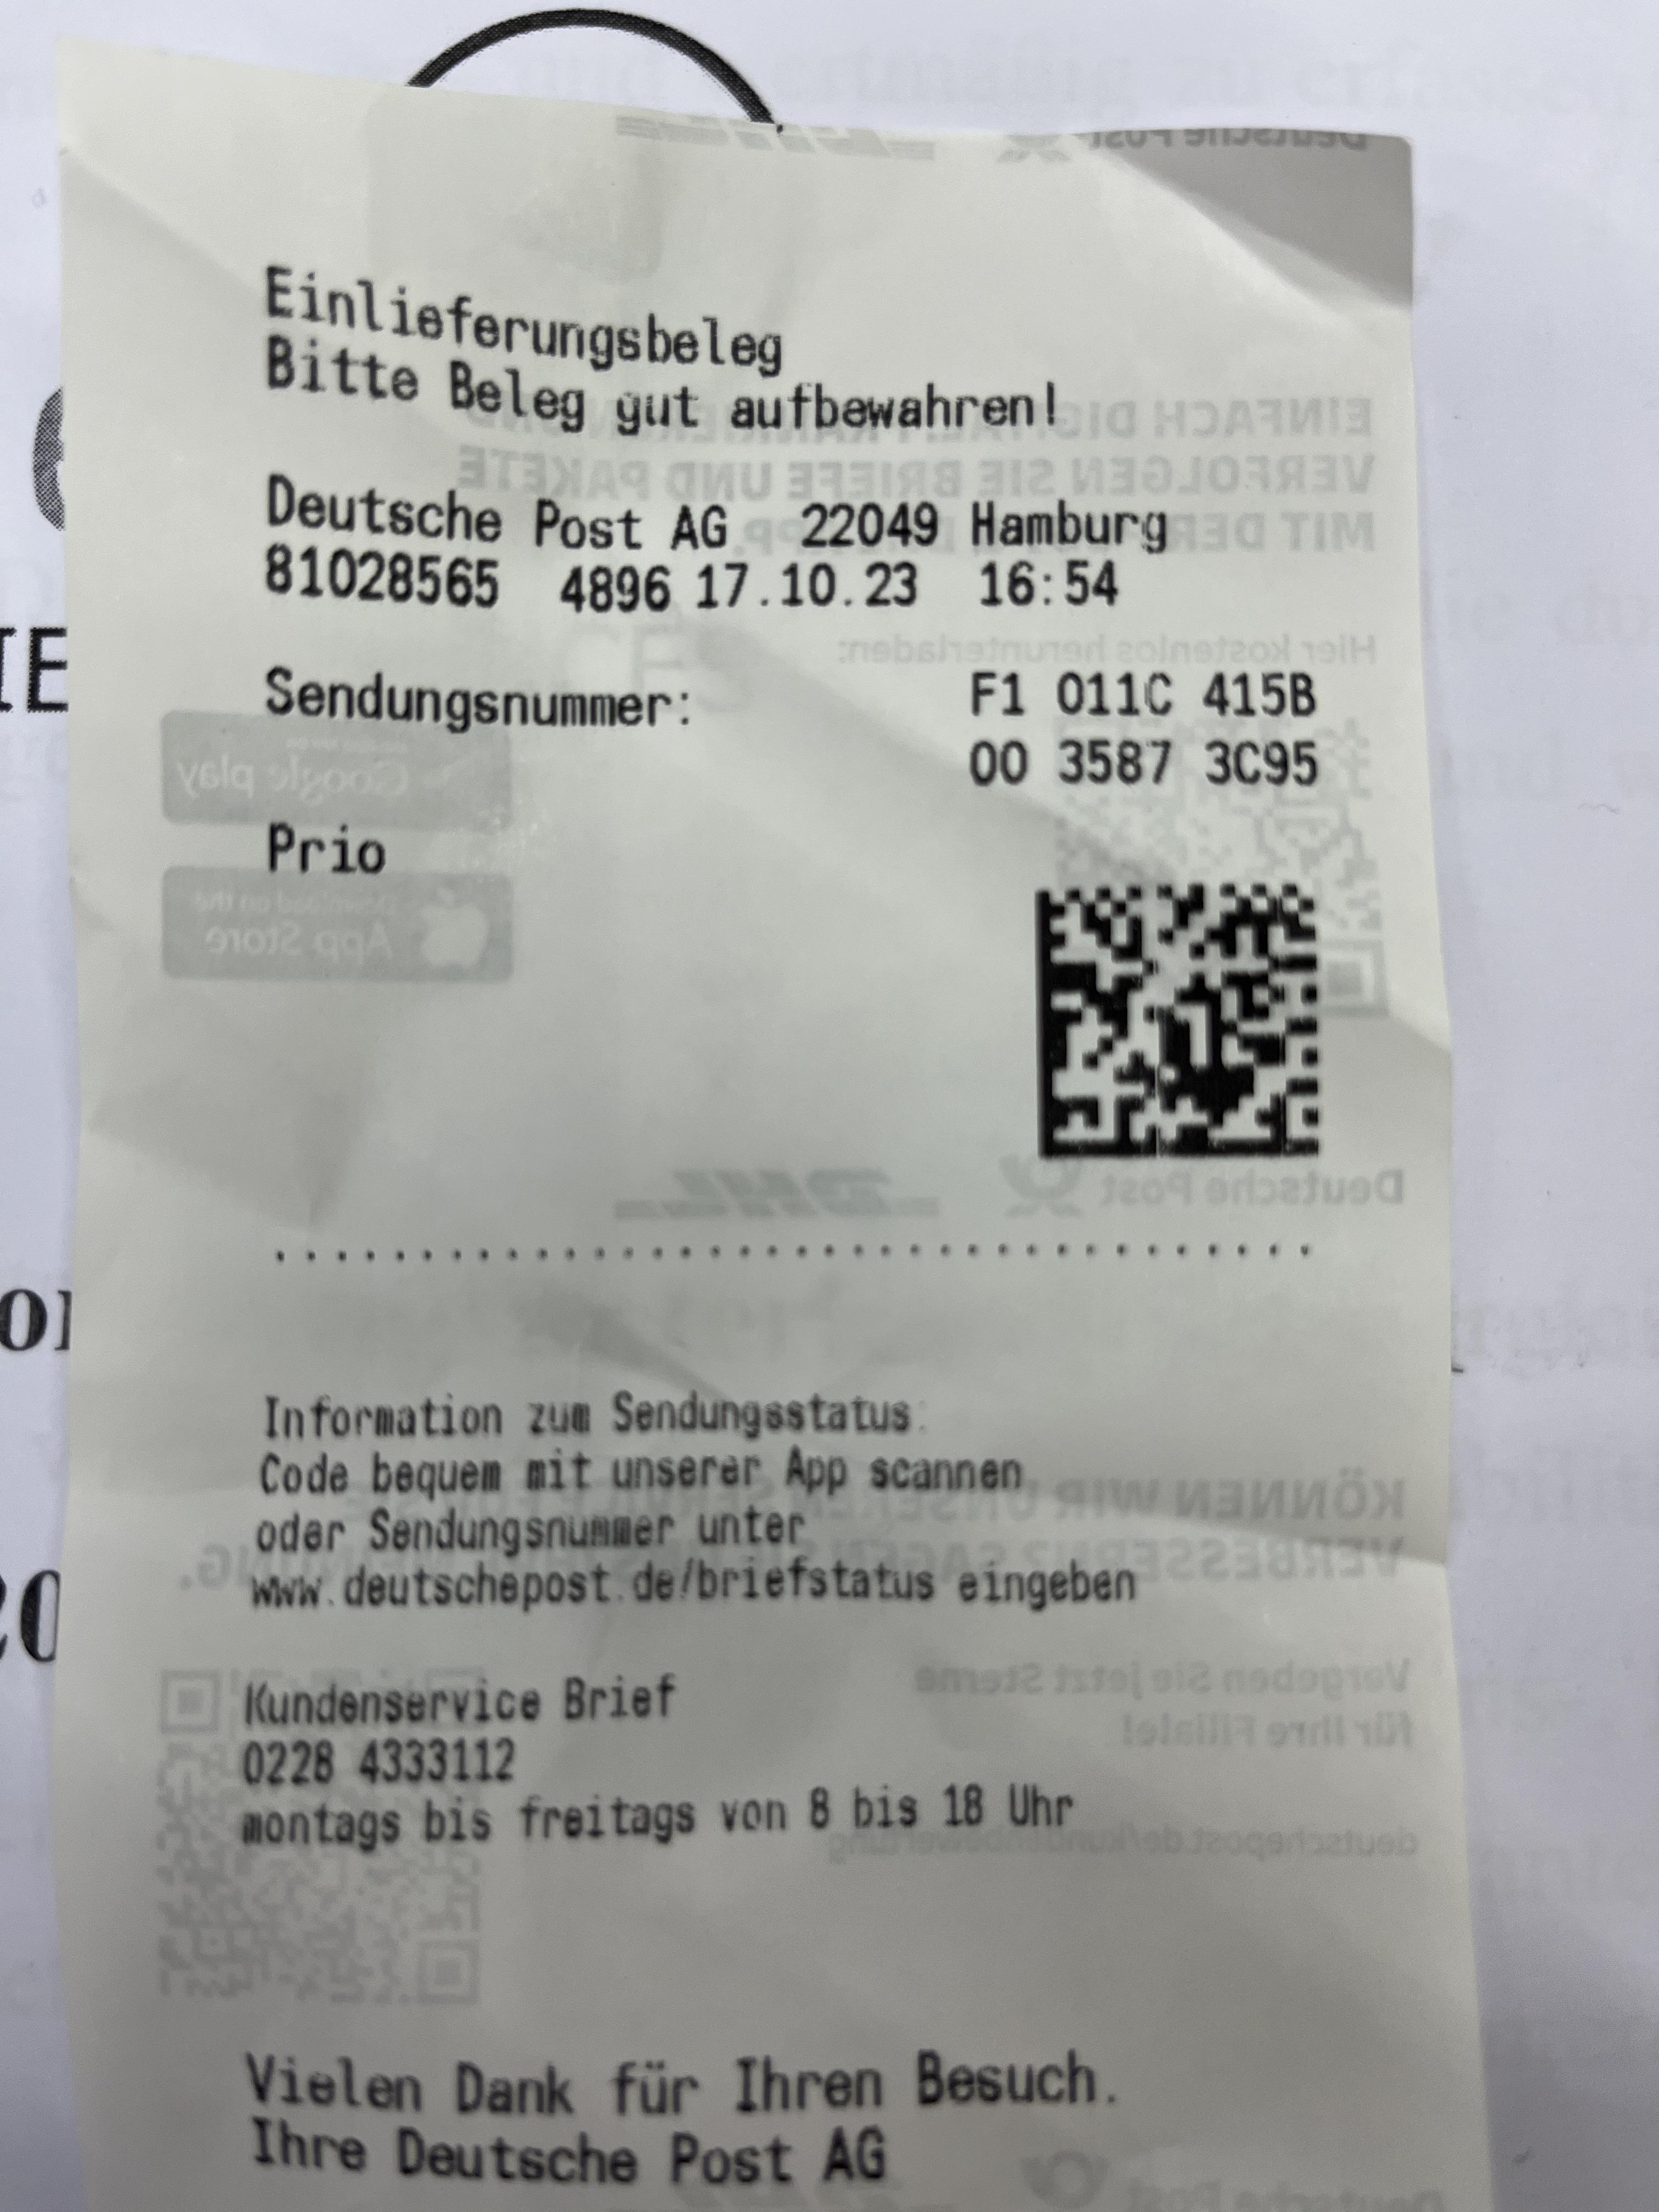 Einlieferungsbeleg
Bitte Beleg gut aufbewahren!
Deutsche Post AG 22049 Hamburg
81028565 4896 17.10.23 16:54
Sendungsnummer: F1 011C 415B
00 3587 3C95
Prio
Information zum Sendungsstatus:
Code bequem mit unserer App scannen
oder Sendungsnummer unter
www.deutschepost.de/briefstatus eingeben
Kundenservice Brief
0228 4333112
montags bis freitags von 8 bis 18 Uhr
Vielen Dank für Ihren Besuch.
Ihre Deutsche Post AG